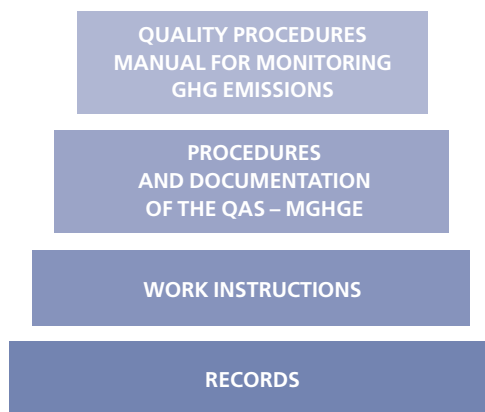 QUALITY PROCEDURES
MANUAL FOR MONITORING
GHG EMISSIONS
PROCEDURES
AND DOCUMENTATION
OF THE QAS – MGHGE
WORK INSTRUCTIONS
RECORDS